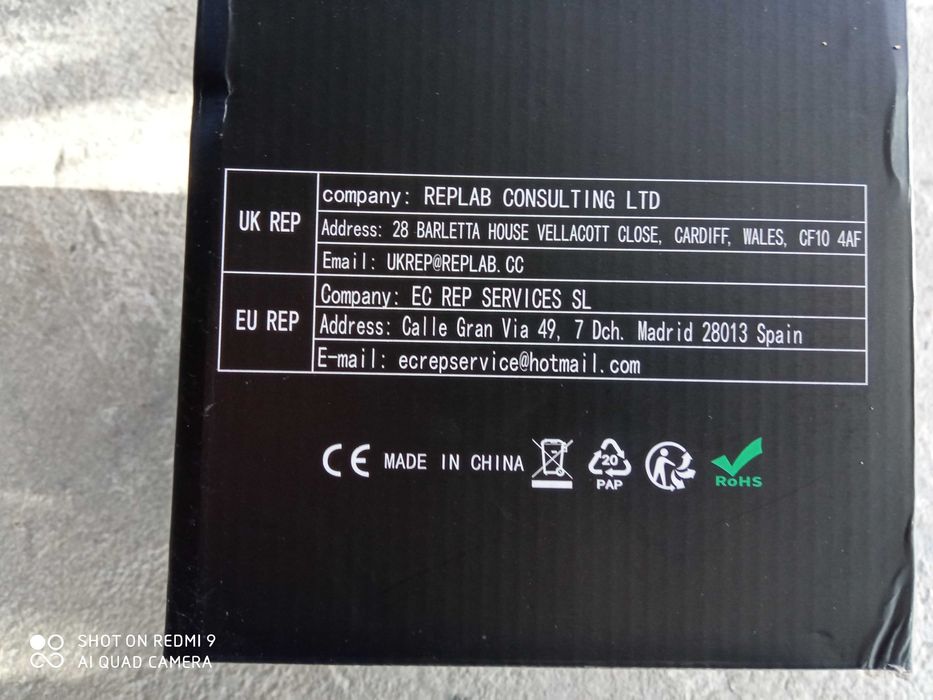 UK REP
company: REPLAB CONSULTING LTD
Address: 28 BARLETTA HOUSE VELLACOTT CLOSE, CARDIFF, WALES, CF10 4AF
Email: UKREP@REPLAB.CC
EU REP
Company: EC REP SERVICES SL
Address: Calle Gran Via 49, 7 Dch. Madrid 28013 Spain
E-mail: ecrepservice@hotmail.com
CE MADE IN CHINA
20
PAP
RoHS
SHOT ON REDMI 9
AI QUAD CAMERA